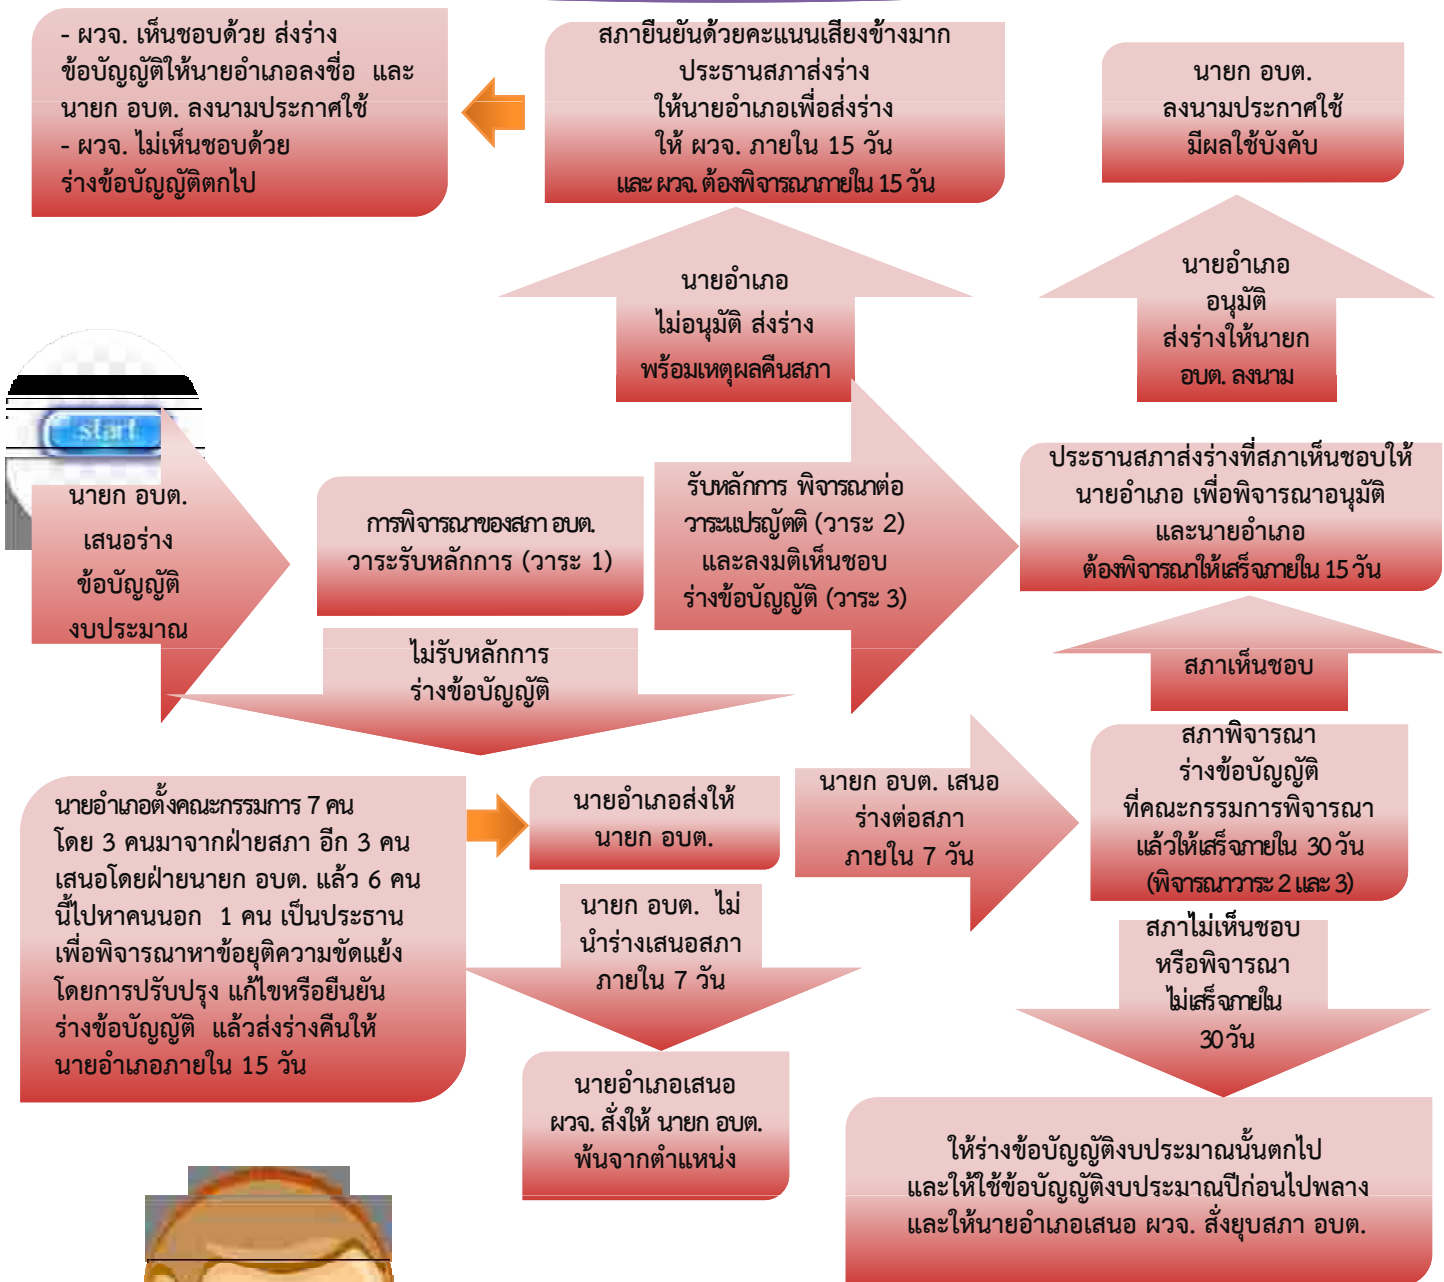 - ผวจ. เห็นชอบด้วย ส่งร่าง
ข้อบัญญัติให้นายอำเภอลงชื่อ และ
นายก อบต. ลงนามประกาศใช้
- ผวจ. ไม่เห็นชอบด้วย
ร่างข้อบัญญัติตกไป
สภายืนยันด้วยคะแนนเสียงข้างมาก
ประธานสภาส่งร่าง
ให้นายอำเภอเพื่อส่งร่าง
ให้ ผวจ. ภายใน 15 วัน
และ ผวจ. ต้องพิจารณาภายใน 15 วัน
นายก อบต.
ลงนามประกาศใช้
มีผลใช้บังคับ
นายอำเภอ
ไม่อนุมัติ ส่งร่าง
พร้อมเหตุผลคืนสภา
นายอำเภอ
อนุมัติ
ส่งร่างให้นายก
อบต. ลงนาม
start
นายก อบต.
เสนอร่าง
ข้อบัญญัติ
งบประมาณ
การพิจารณาของสภา อบต.
วาระรับหลักการ (วาระ 1)
รับหลักการ พิจารณาต่อ
วาระแปรญัตติ (วาระ 2)
และลงมติเห็นชอบ
ร่างข้อบัญญัติ (วาระ 3)
ประธานสภาส่งร่างที่สภาเห็นชอบให้
นายอำเภอ เพื่อพิจารณาอนุมัติ
และนายอำเภอ
ต้องพิจารณาให้เสร็จภายใน 15 วัน
ไม่รับหลักการ
ร่างข้อบัญญัติ
สภาเห็นชอบ
นายอำเภอตั้งคณะกรรมการ 7 คน
โดย 3 คนมาจากฝ่ายสภา อีก 3 คน
เสนอโดยฝ่ายนายก อบต. แล้ว 6 คน
นี้ไปหาคนนอก 1 คน เป็นประธาน
เพื่อพิจารณาหาข้อยุติความขัดแย้ง
โดยการปรับปรุง แก้ไขหรือยืนยัน
ร่างข้อบัญญัติ แล้วส่งร่างคืนให้
นายอำเภอภายใน 15 วัน
นายอำเภอส่งให้
นายก อบต.
นายก อบต. เสนอ
ร่างต่อสภา
ภายใน 7 วัน
สภาพิจารณา
ร่างข้อบัญญัติ
ที่คณะกรรมการพิจารณา
แล้วให้เสร็จภายใน 30 วัน
(พิจารณาวาระ 2 และ 3)
นายก อบต. ไม่
นำร่างเสนอสภา
ภายใน 7 วัน
สภาไม่เห็นชอบ
หรือพิจารณา
ไม่เสร็จภายใน
30 วัน
นายอำเภอเสนอ
ผวจ. สั่งให้ นายก อบต.
พ้นจากตำแหน่ง
ให้ร่างข้อบัญญัติงบประมาณนั้นตกไป
และให้ใช้ข้อบัญญัติงบประมาณปีก่อนไปพลาง
และให้นายอำเภอเสนอ ผวจ. สั่งยุบสภา อบต.